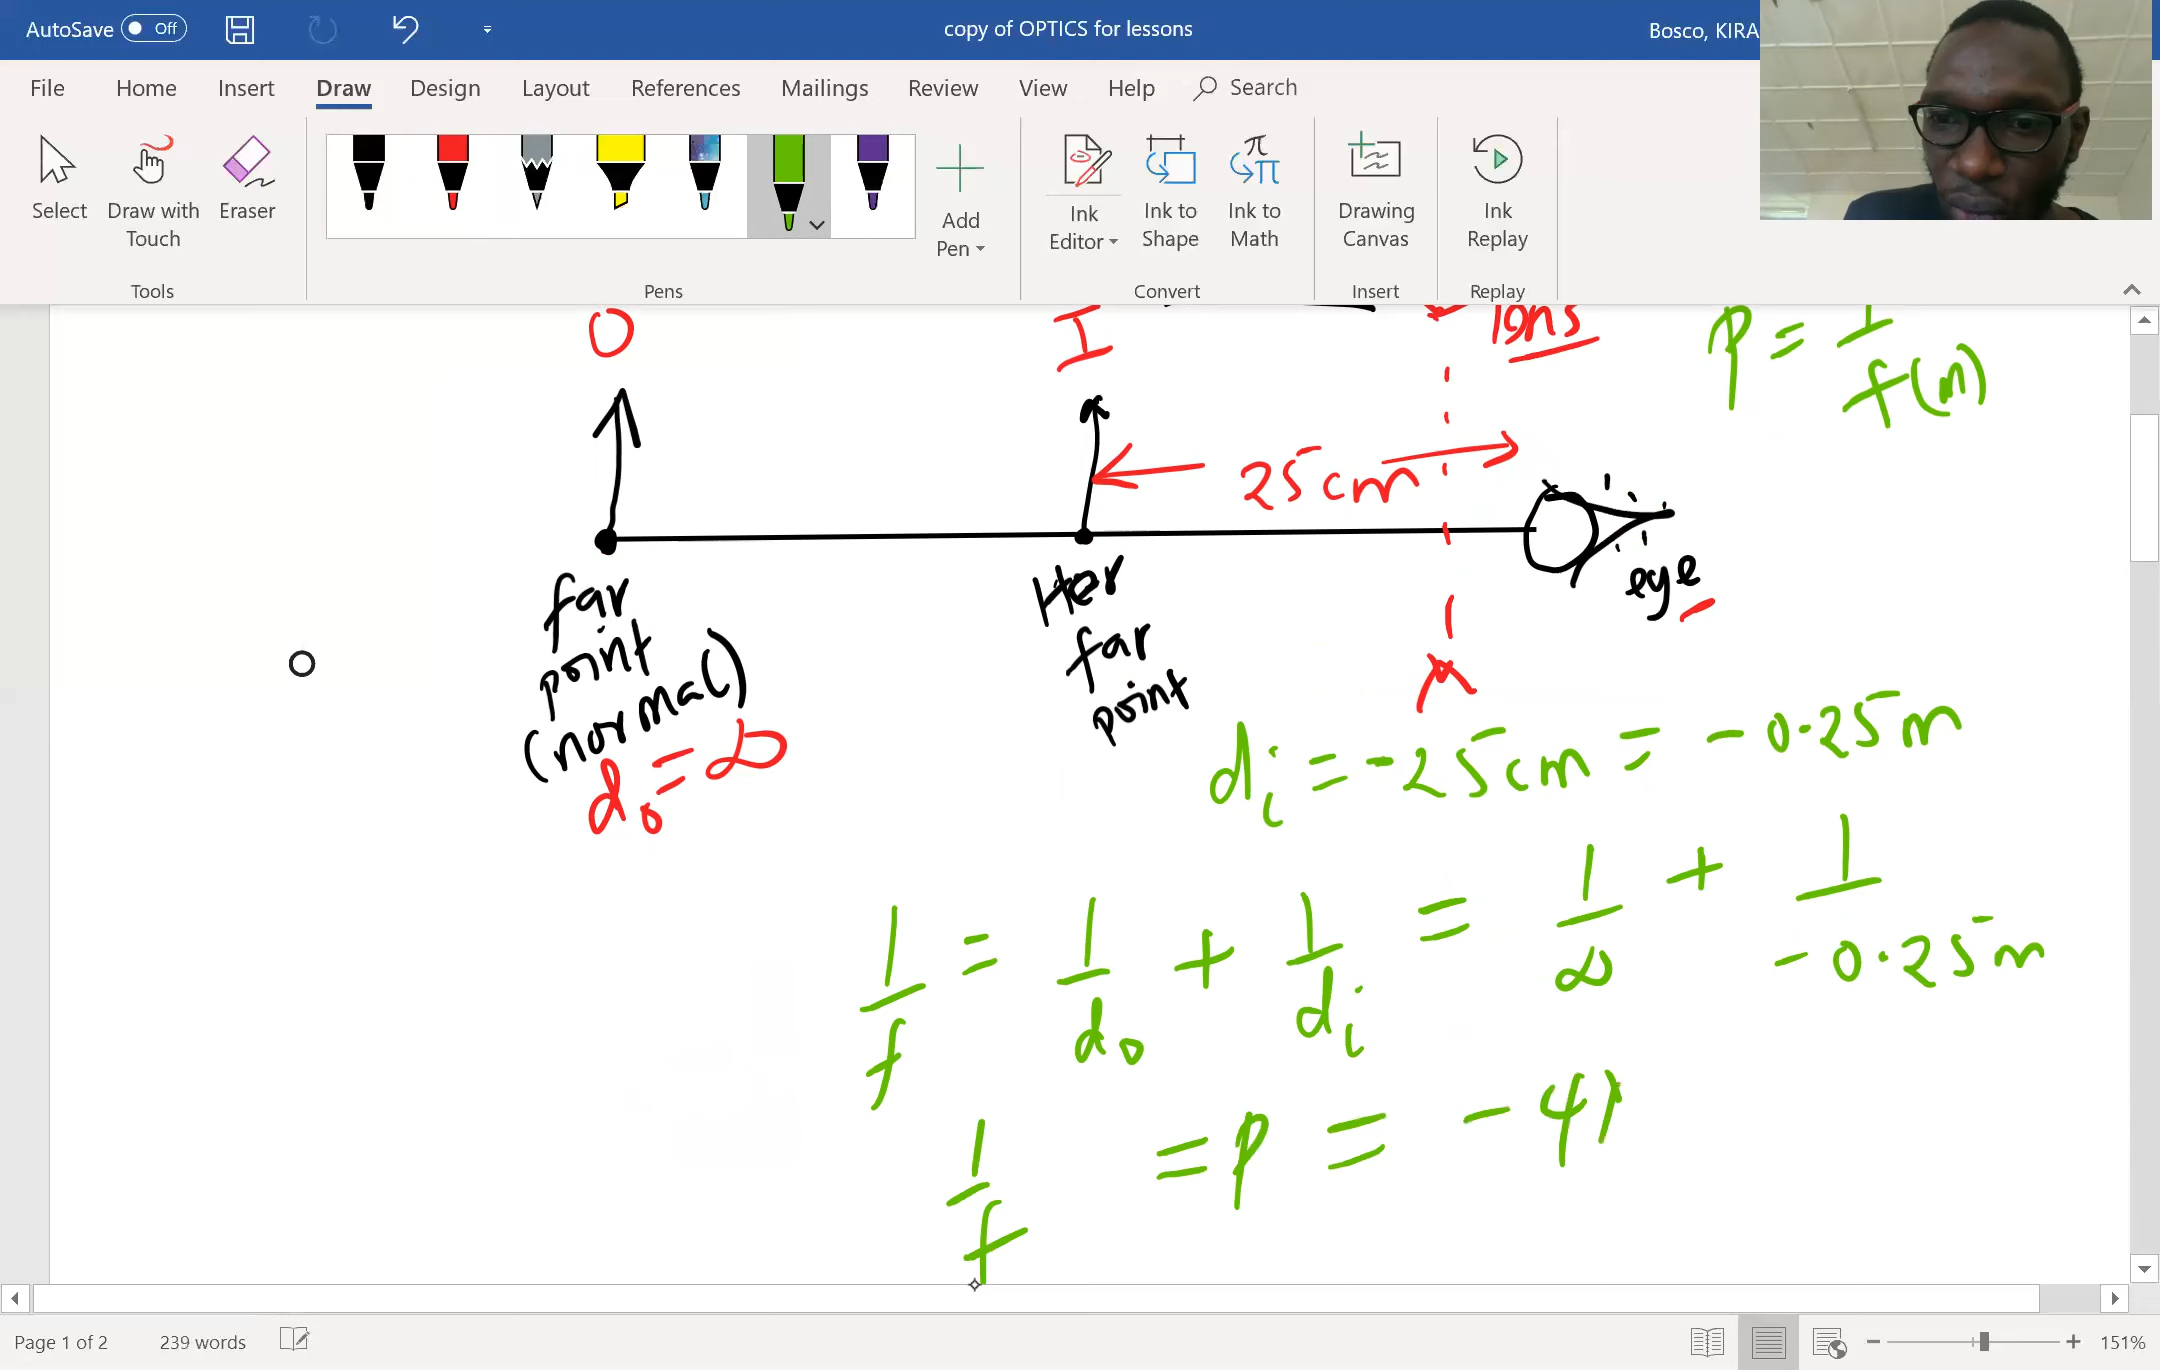 AutoSave Off
copy of OPTICS for lessons
Bosco, KIRA
File Home Insert Draw Design Layout References Mailings Review View Help Search
Select
Draw with Touch
Eraser
Add Pen
Ink Editor
Ink to Shape
Ink to Math
Drawing Canvas
Ink Replay
Tools Pens Convert Insert Replay
O I lens
P = 1/f(m)
25cm
eye
far
point
(normal)
do = ∞
Her
far
point
di = -25cm = -0.25m
1/f = 1/do + 1/di = 1/∞ + 1/-0.25m
1/f = P = -4
Page 1 of 2 239 words 151%